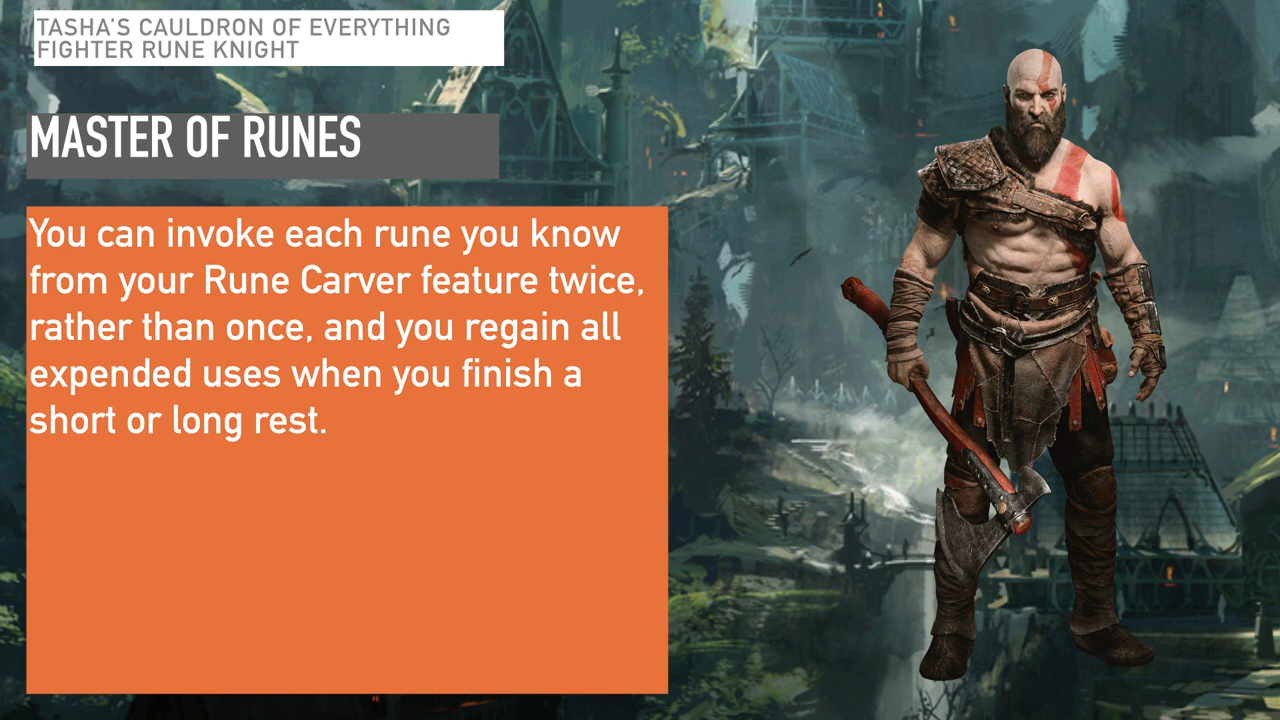 TASHA'S CAULDRON OF EVERYTHING
FIGHTER RUNE KNIGHT
MASTER OF RUNES
You can invoke each rune you know
from your Rune Carver feature twice,
rather than once, and you regain all
expended uses when you finish a
short or long rest.